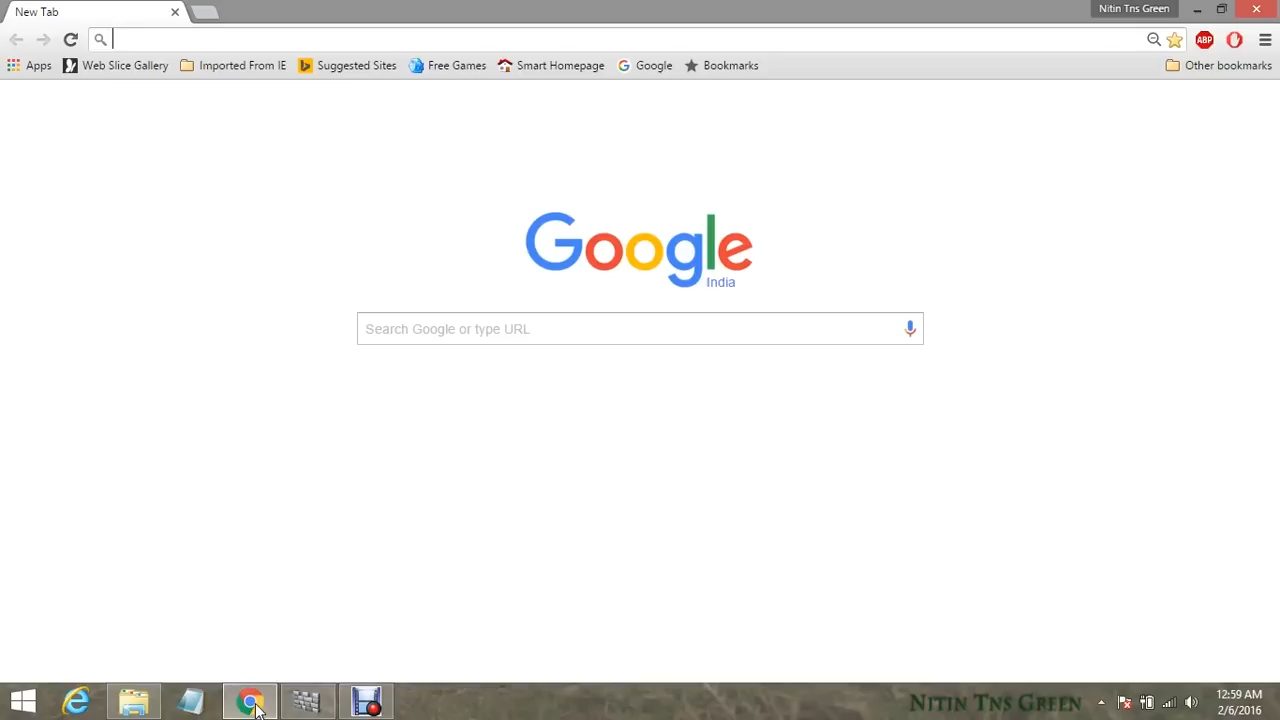 New Tab
Nitin Tns Green
ABP
Apps
Web Slice Gallery
Imported From IE
Suggested Sites
Free Games
Smart Homepage
Google
Bookmarks
Other bookmarks
Google
India
Search Google or type URL
Nitin Tns Green
12:59 AM
2/6/2016